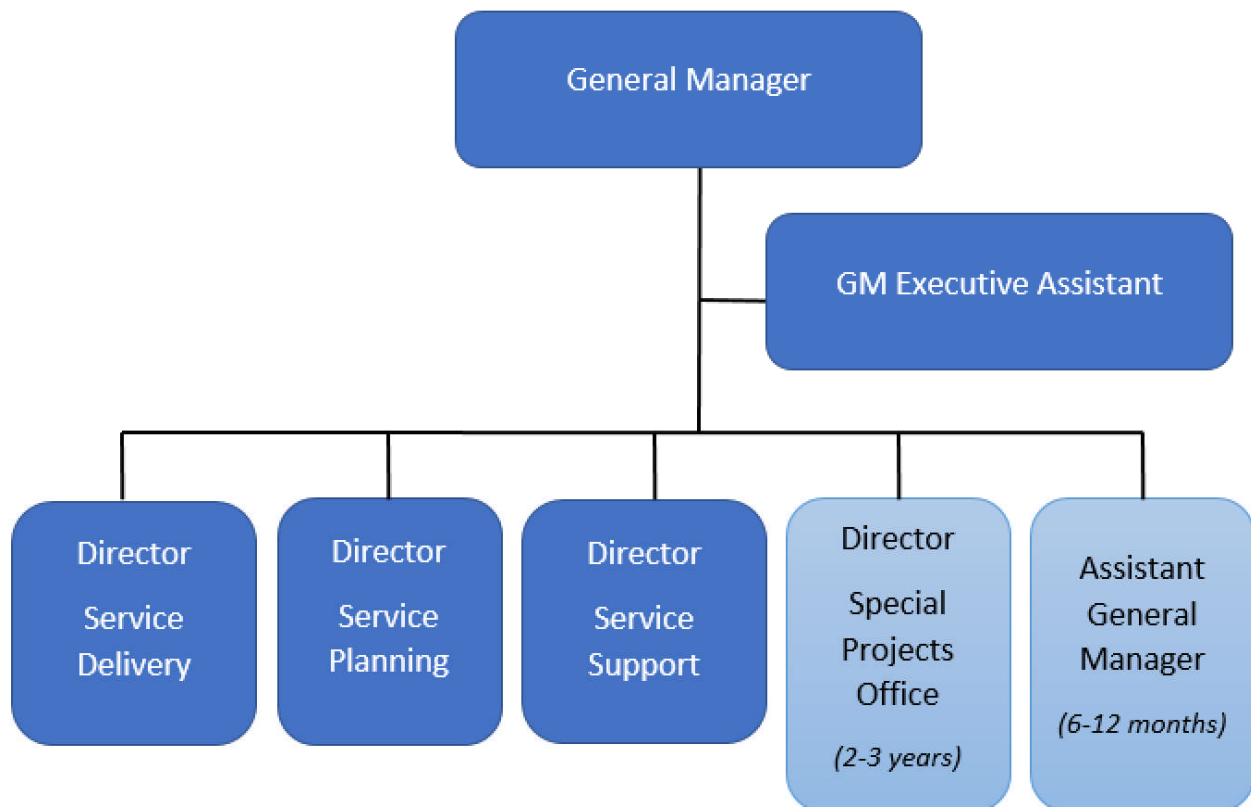 General Manager
GM Executive Assistant
Director
Service
Delivery
Director
Service
Planning
Director
Service
Support
Director
Special
Projects
Office
(2-3 years)
Assistant
General
Manager
(6-12 months)